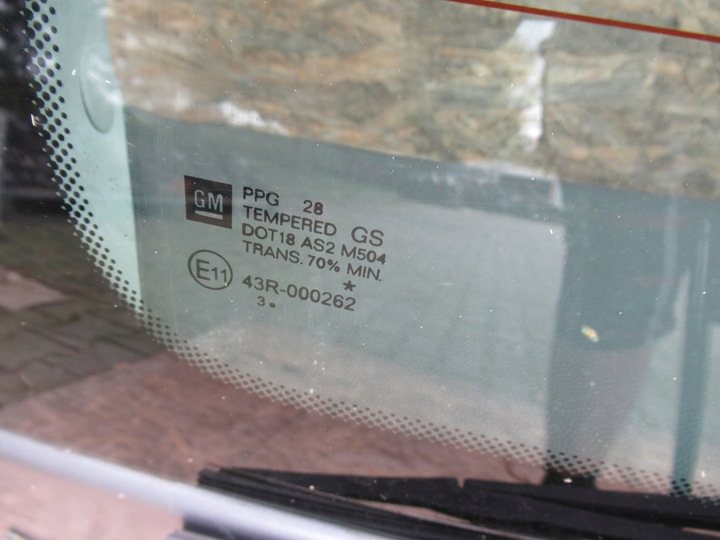 GM
PPG 28
TEMPERED GS
DOT18 AS2 M504
TRANS. 70% MIN.
*
E11 43R-000262
3•